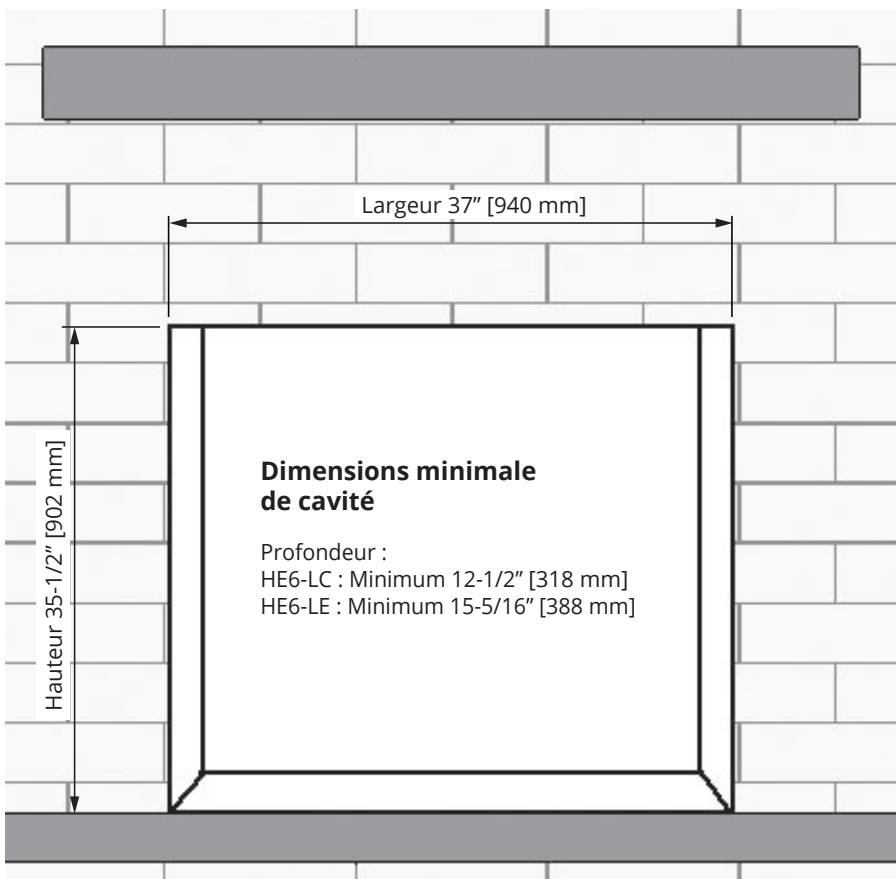 Largeur 37” [940 mm]
Hauteur 35-1/2” [902 mm]
Dimensions minimale
de cavité
Profondeur :
HE6-LC : Minimum 12-1/2” [318 mm]
HE6-LE : Minimum 15-5/16” [388 mm]